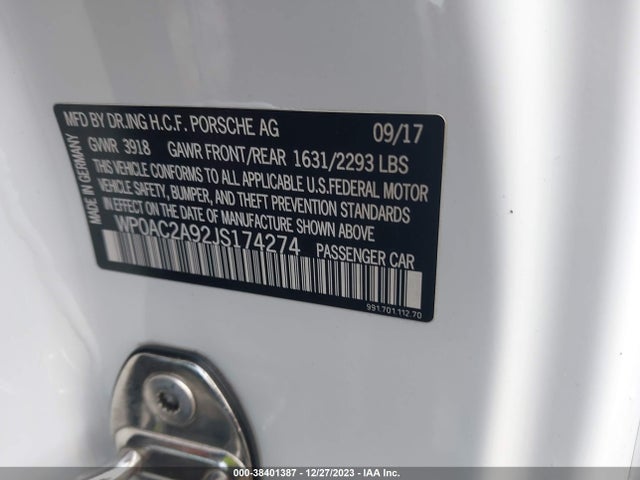 MFD BY DR.ING H.C.F. PORSCHE AG 09/17
GVWR 3918 GAWR FRONT/REAR 1631/2293 LBS
THIS VEHICLE CONFORMS TO ALL APPLICABLE U.S.FEDERAL MOTOR
VEHICLE SAFETY, BUMPER, AND THEFT PREVENTION STANDARDS
IN EFFECT ON THE DATE OF MANUFACTURE SHOWN ABOVE
WP0AC2A92JS174274 PASSENGER CAR
MADE IN GERMANY
991.701.112.70
000-38401387 - 12/27/2023 - IAA Inc.